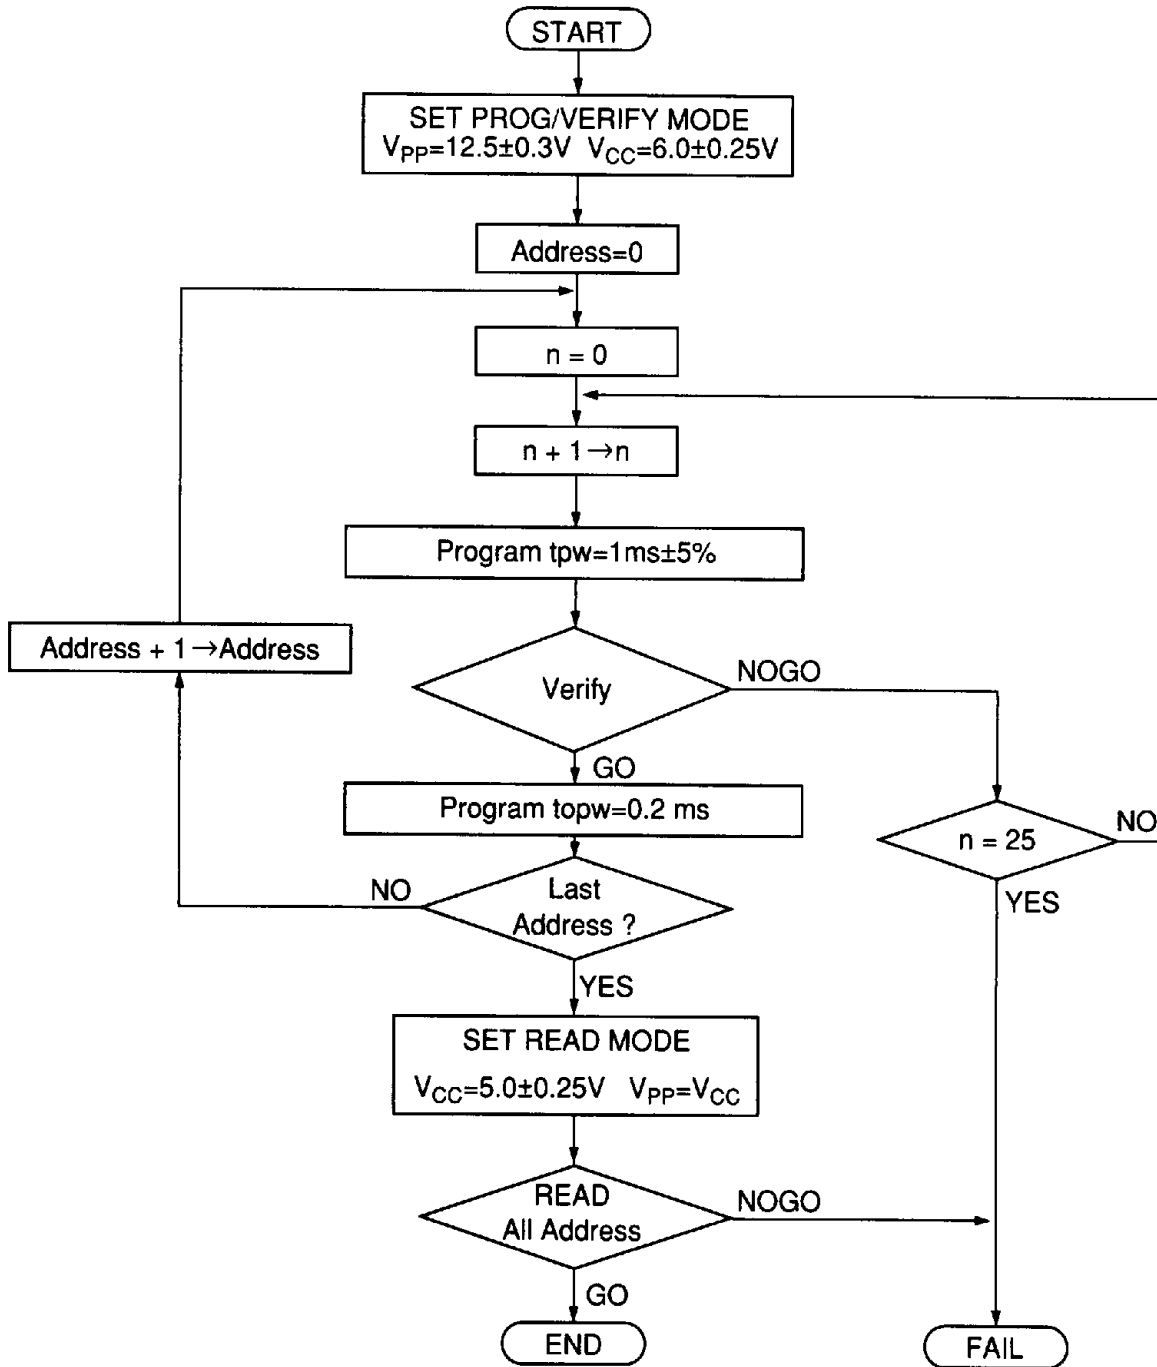 START
SET PROG/VERIFY MODE
VPP=12.5±0.3V VCC=6.0±0.25V
Address=0
n = 0
n + 1→n
Program tpw=1ms±5%
Address + 1→Address
Verify
NOGO
GO
Program topw=0.2 ms
n = 25
NO
YES
Last
Address ?
NO
YES
SET READ MODE
VCC=5.0±0.25V VPP=VCC
READ
All Address
NOGO
GO
END
FAIL